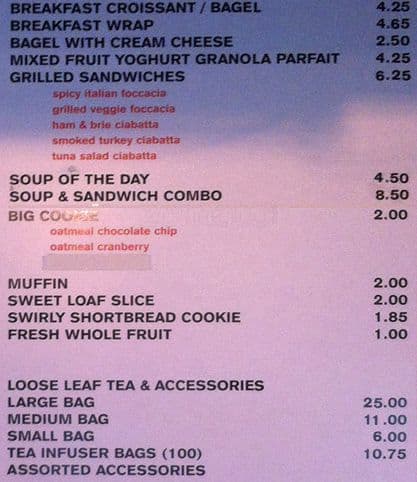 BREAKFAST CROISSANT / BAGEL 4.25
BREAKFAST WRAP 4.65
BAGEL WITH CREAM CHEESE 2.50
MIXED FRUIT YOGHURT GRANOLA PARFAIT 4.25
GRILLED SANDWICHES 6.25
spicy italian foccacia
grilled veggie foccacia
ham & brie ciabatta
smoked turkey ciabatta
tuna salad ciabatta
SOUP OF THE DAY 4.50
SOUP & SANDWICH COMBO 8.50
BIG COOKIE 2.00
oatmeal chocolate chip
oatmeal cranberry
MUFFIN 2.00
SWEET LOAF SLICE 2.00
SWIRLY SHORTBREAD COOKIE 1.85
FRESH WHOLE FRUIT 1.00
LOOSE LEAF TEA & ACCESSORIES
LARGE BAG 25.00
MEDIUM BAG 11.00
SMALL BAG 6.00
TEA INFUSER BAGS (100) 10.75
ASSORTED ACCESSORIES